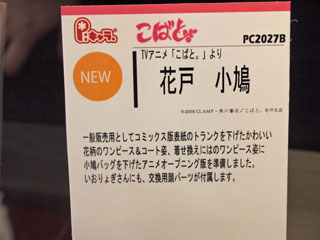 こばと。
PC2027B
NEW
TVアニメ「こばと。」より
花戸 小鳩
©2009 CLAMP・角川書店／こばと。を守る会
一般販売用としてコミックス版表紙のトランクを下げたかわいい
花柄のワンピース&コート姿、着せ換えにはのワンピース姿に
小鳩バッグを下げたアニメオープニング版を準備しました。
いおりょぎさんにも、交換用顔パーツが付属します。